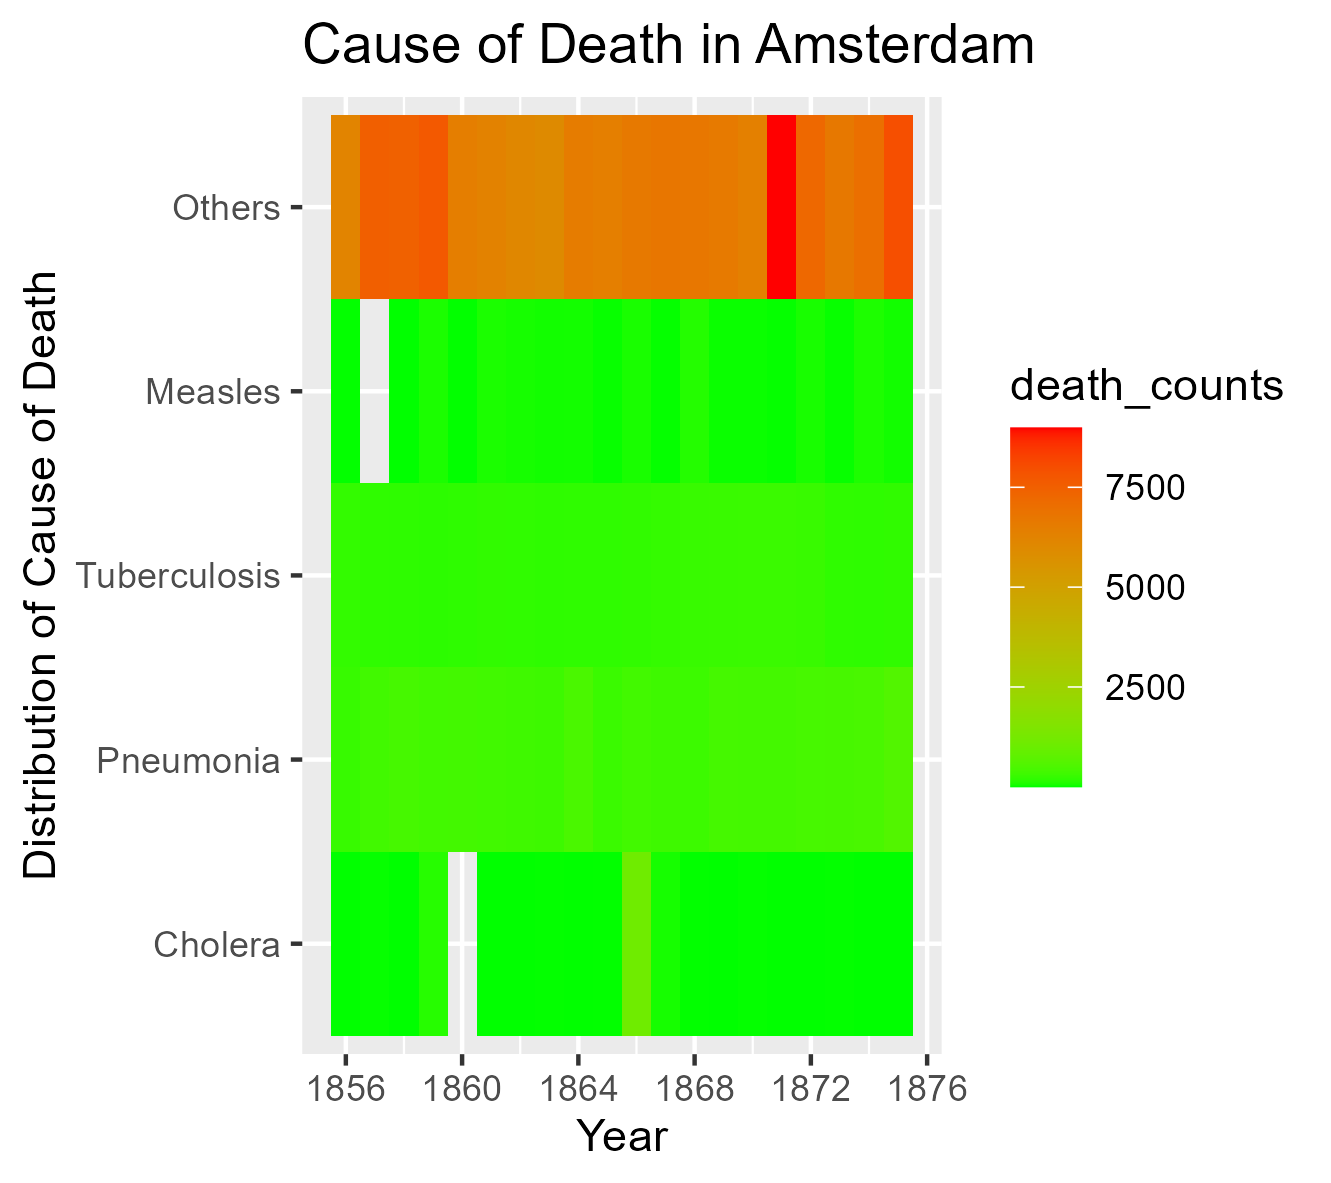 Cause of Death in Amsterdam
Distribution of Cause of Death
Others
Measles
Tuberculosis
Pneumonia
Cholera
1856 1860 1864 1868 1872 1876
Year
death_counts
7500
5000
2500